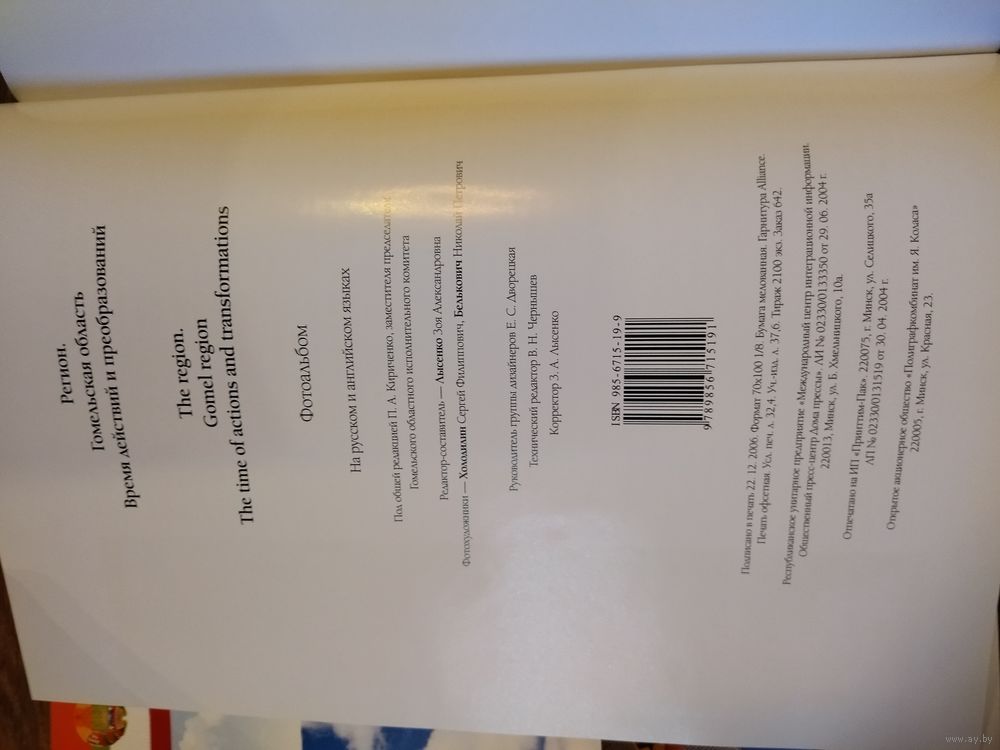 Регион.
Гомельская область
Время действий и преобразований
The region.
Gomel region
The time of actions and transformations
Фотоальбом
На русском и английском языках
Под общей редакцией П. А. Кириченко, заместителя председателя
Гомельского областного исполнительного комитета
Редактор-составитель — Лысенко Зоя Александровна
Фотохудожники — Холодилин Сергей Филиппович, Белькович Николай Петрович
Руководитель группы дизайнеров Е. С. Дворецкая
Технический редактор В. Н. Чернышев
Корректор З. А. Лысенко
ISBN 985-6715-19-9
9 789856 715191
Подписано в печать 22. 12. 2006. Формат 70x100 1/8. Бумага мелованная. Гарнитура Alliance.
Печать офсетная. Усл. печ. л. 32,4. Уч.-изд. л. 37,6. Тираж 2100 экз. Заказ 642.
Республиканское унитарное предприятие «Международный центр интеграционной информации.
Общественный пресс-центр Дома прессы». ЛИ № 02330/0133350 от 29. 06. 2004 г.
220013, Минск, ул. Б. Хмельницкого, 10а.
Отпечатано на ИП «Принттим-Пак». 220075, г. Минск, ул. Селицкого, 35а
ЛП № 02330/0131519 от 30. 04. 2004 г.
Открытое акционерное общество «Полиграфкомбинат им. Я. Коласа»
220005, г. Минск, ул. Красная, 23.
www.ay.by